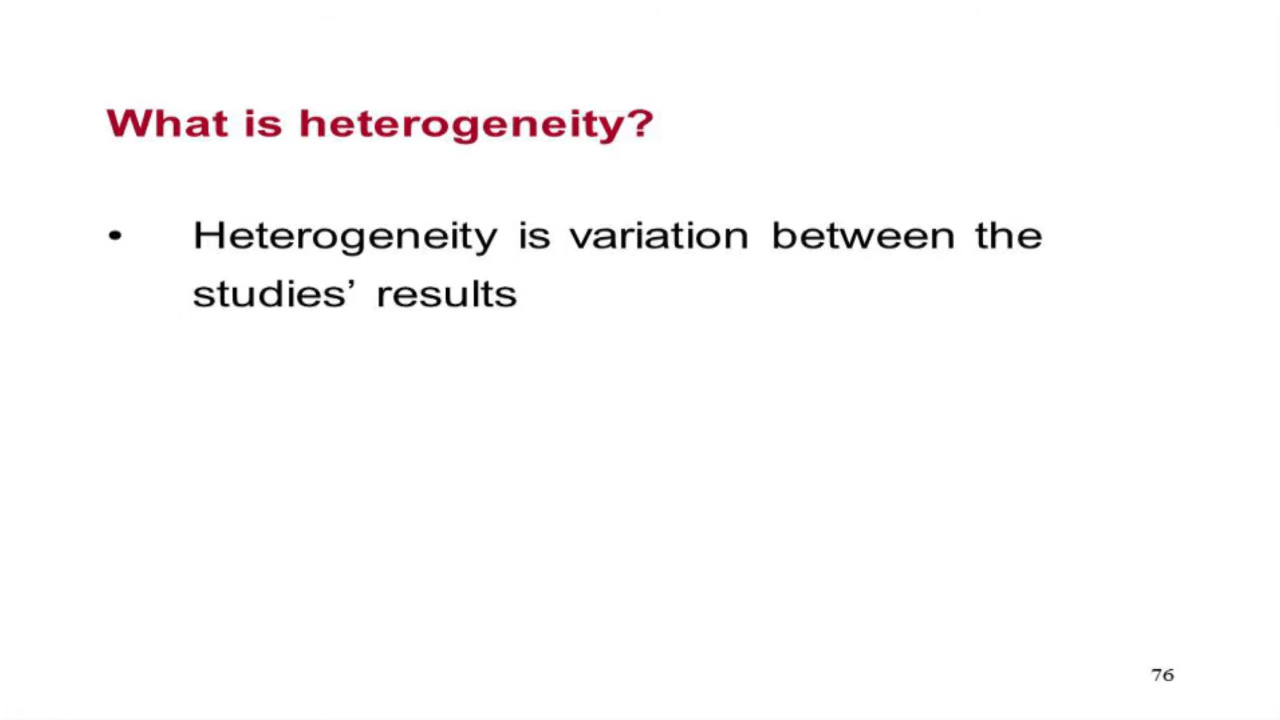 What is heterogeneity?
• Heterogeneity is variation between the
studies’ results
76